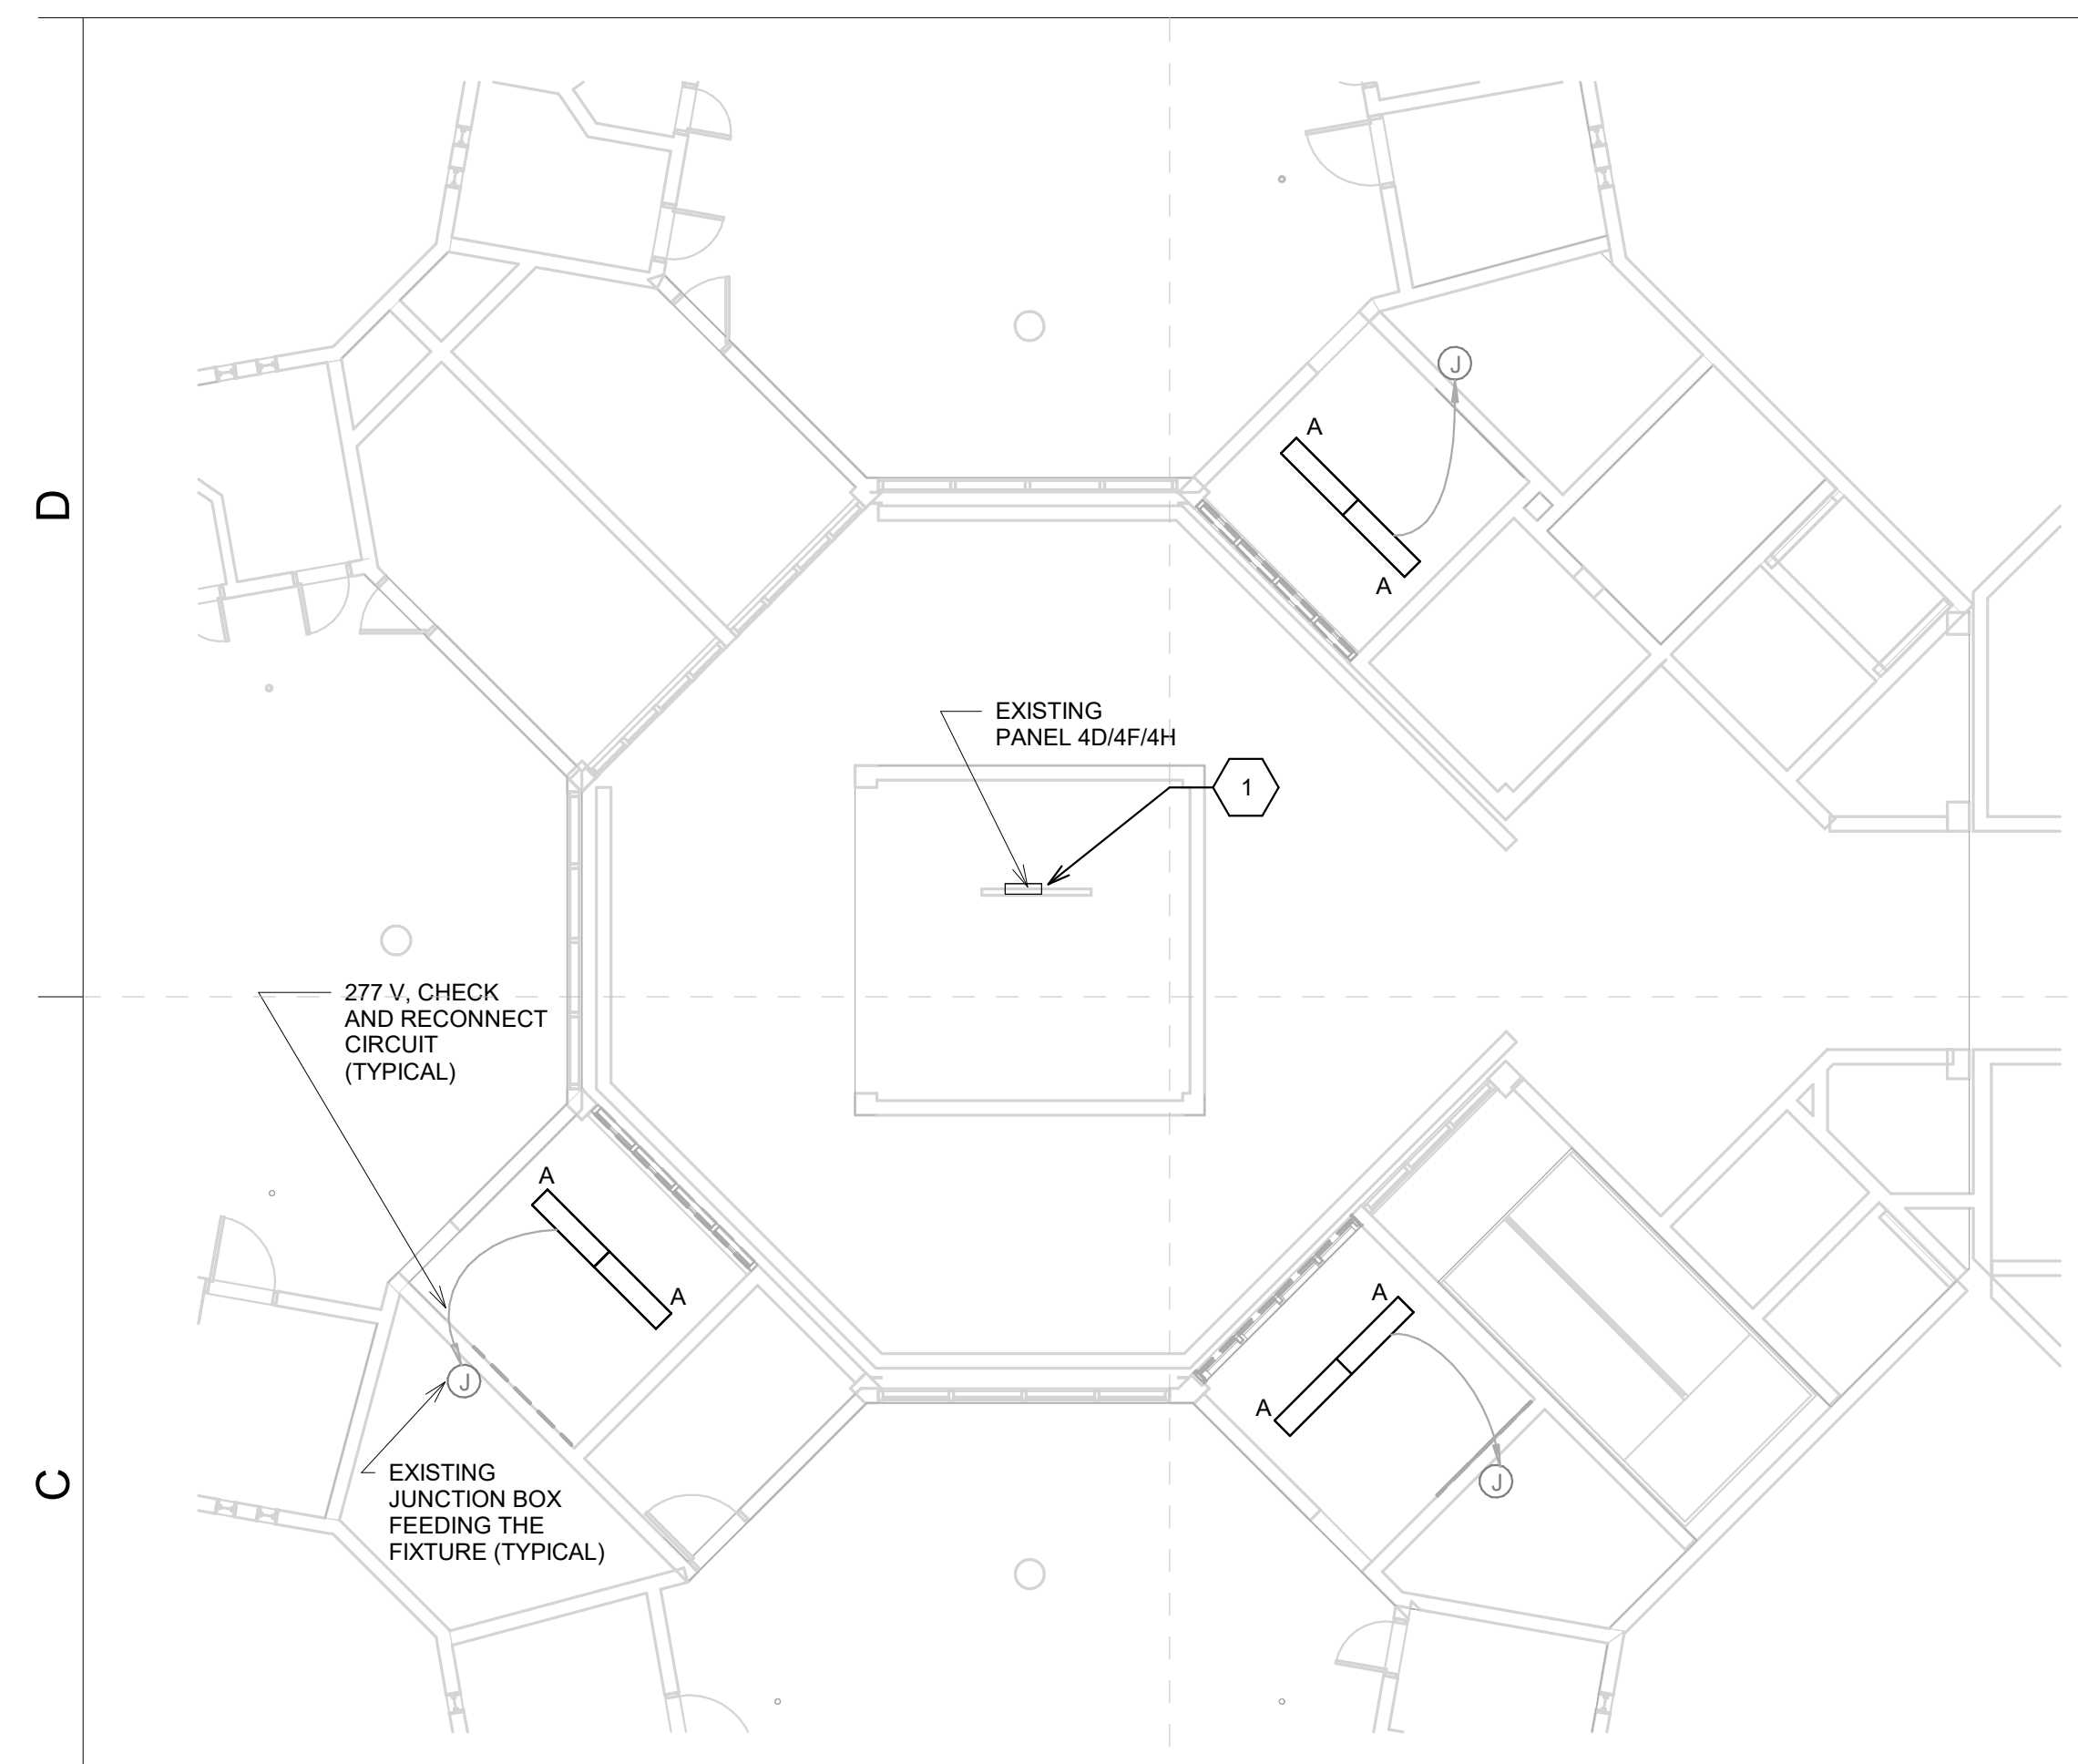 J
A
A
D
EXISTING
PANEL 4D/4F/4H
1
277 V, CHECK
AND RECONNECT
CIRCUIT
(TYPICAL)
A
A
A
A
J
J
EXISTING
JUNCTION BOX
FEEDING THE
FIXTURE (TYPICAL)
C